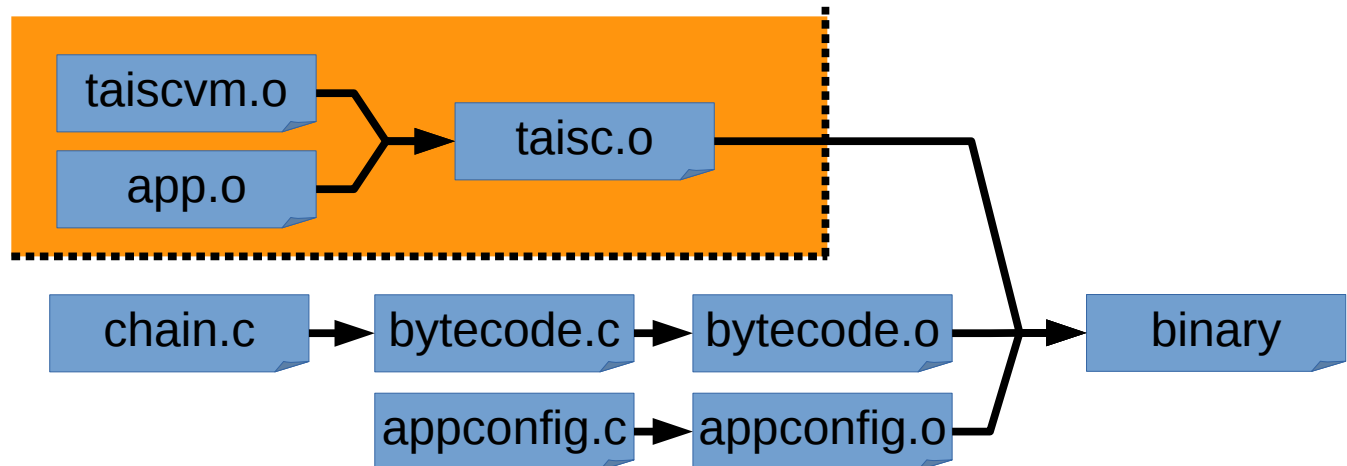 taiscvm.o
app.o
taisc.o
chain.c
bytecode.c
bytecode.o
binary
appconfig.c
appconfig.o